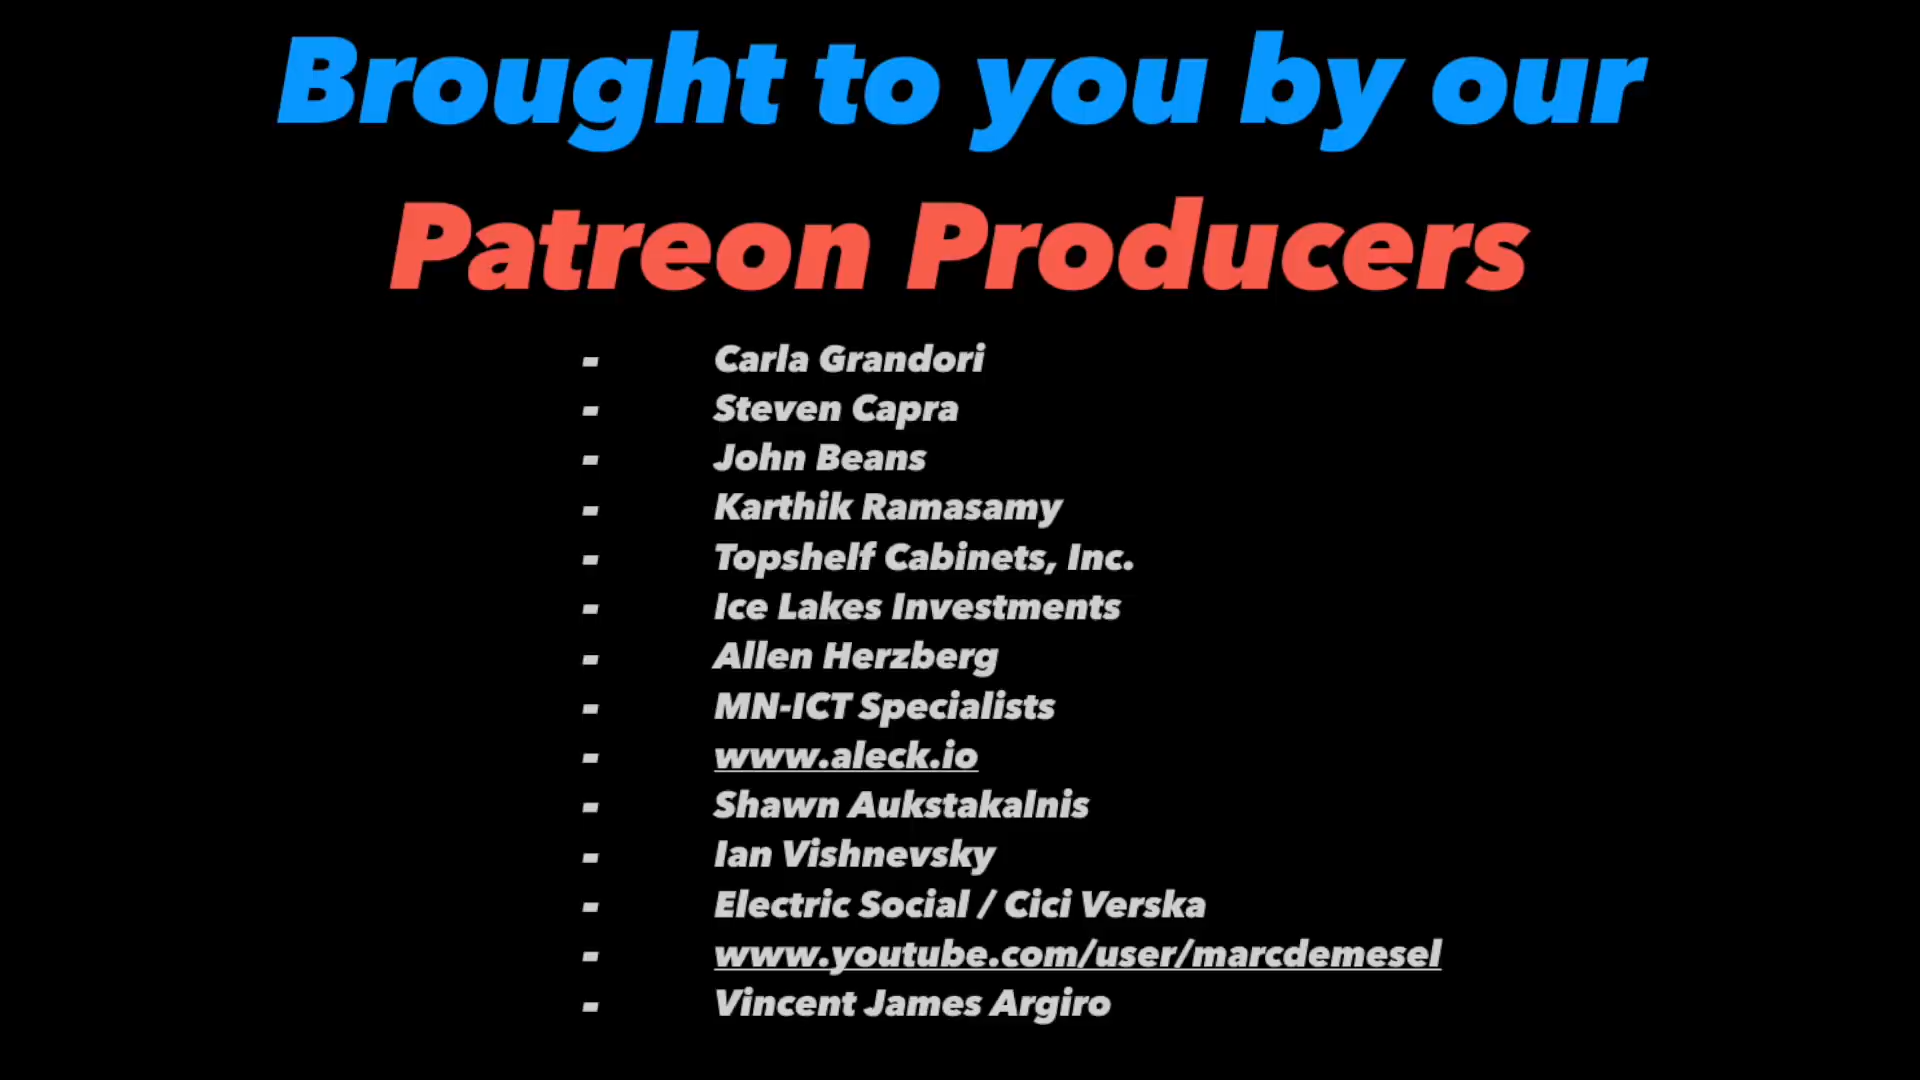 Brought to you by our
Patreon Producers
- Carla Grandori
- Steven Capra
- John Beans
- Karthik Ramasamy
- Topshelf Cabinets, Inc.
- Ice Lakes Investments
- Allen Herzberg
- MN-ICT Specialists
- www.aleck.io
- Shawn Aukstakalnis
- Ian Vishnevsky
- Electric Social / Cici Verska
- www.youtube.com/user/marcdemesel
- Vincent James Argiro